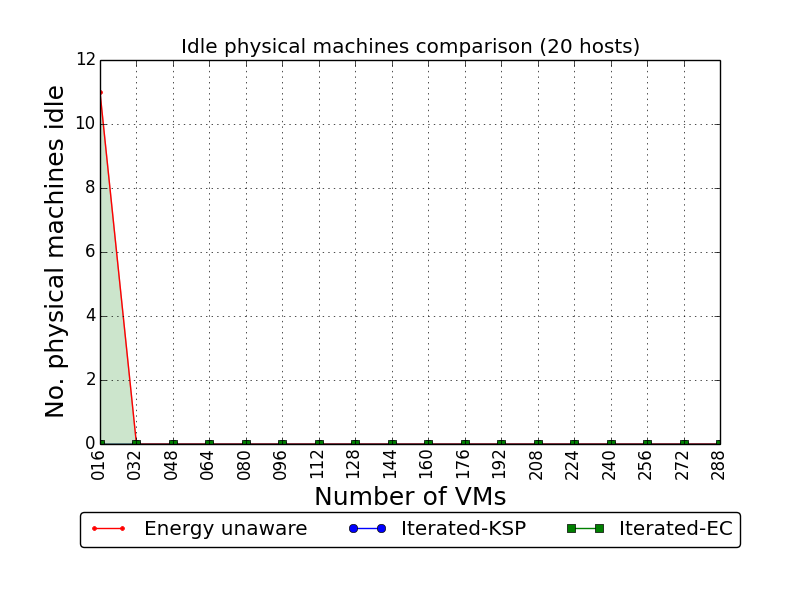 Idle physical machines comparison (20 hosts)
No. physical machines idle
12
10
8
6
4
2
0
016 032 048 064 080 096 112 128 144 160 176 192 208 224 240 256 272 288
Number of VMs
Energy unaware Iterated-KSP Iterated-EC